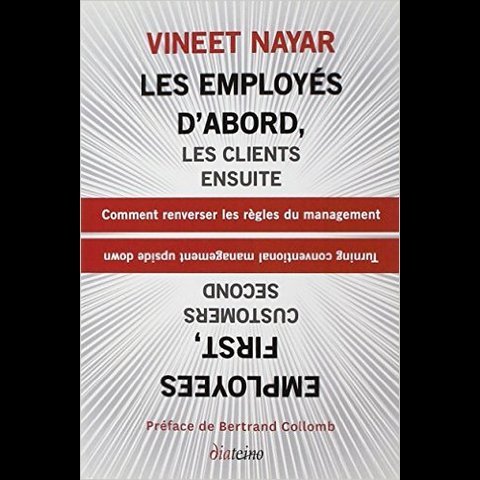 VINEET NAYAR
LES EMPLOYÉS
D'ABORD,
LES CLIENTS
ENSUITE
Comment renverser les règles du management
Turning conventional management upside down
EMPLOYEES
FIRST,
CUSTOMERS
SECOND
Préface de Bertrand Collomb
diateino